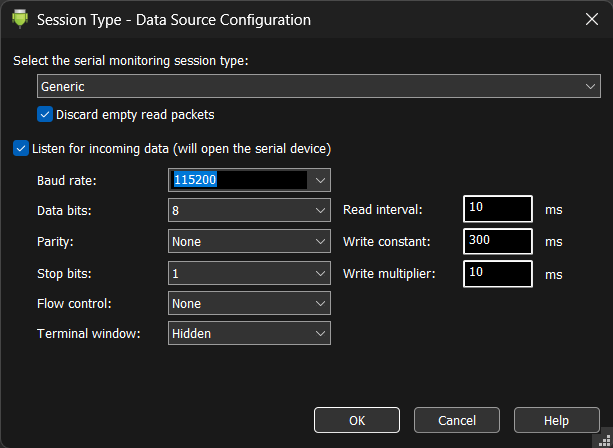 Session Type - Data Source Configuration
Select the serial monitoring session type:
Generic
Discard empty read packets
Listen for incoming data (will open the serial device)
Baud rate: 115200
Data bits: 8 Read interval: 10 ms
Parity: None Write constant: 300 ms
Stop bits: 1 Write multiplier: 10 ms
Flow control: None
Terminal window: Hidden
OK Cancel Help